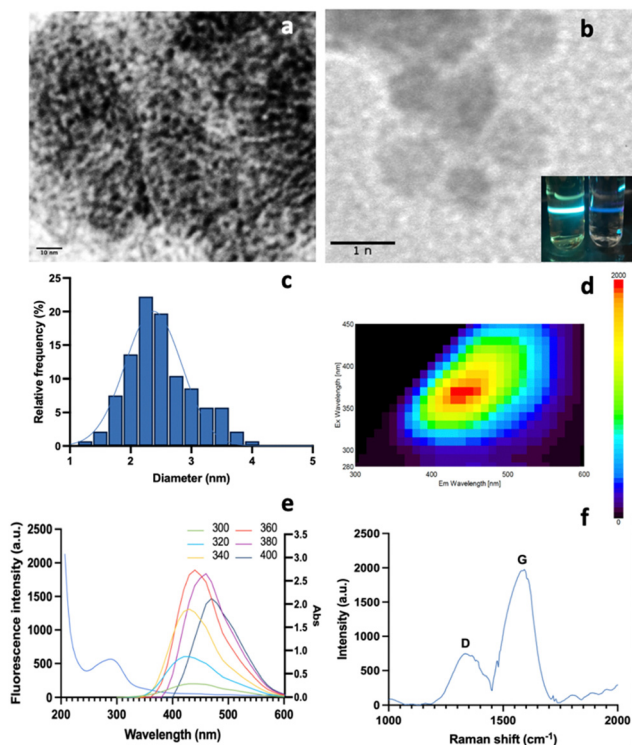 a
10 nm
b
1 n
c
Relative frequency (%)
25
20
15
10
5
0
1 2 3 4 5
Diameter (nm)
d
Ex Wavelength [nm]
450
400
350
300
280
300 400 500 600
Em Wavelength [nm]
2000
0
e
Fluorescence intensity (a.u.)
2500
2000
1500
1000
500
0
300 360
320 380
340 400
3.5
3.0
2.5
2.0
1.5
1.0
0.5
0.0
Abs
200 300 400 500 600
Wavelength (nm)
f
Intensity (a.u.)
2500
2000
1500
1000
500
0
D
G
1000 1500 2000
Raman shift (cm⁻¹)